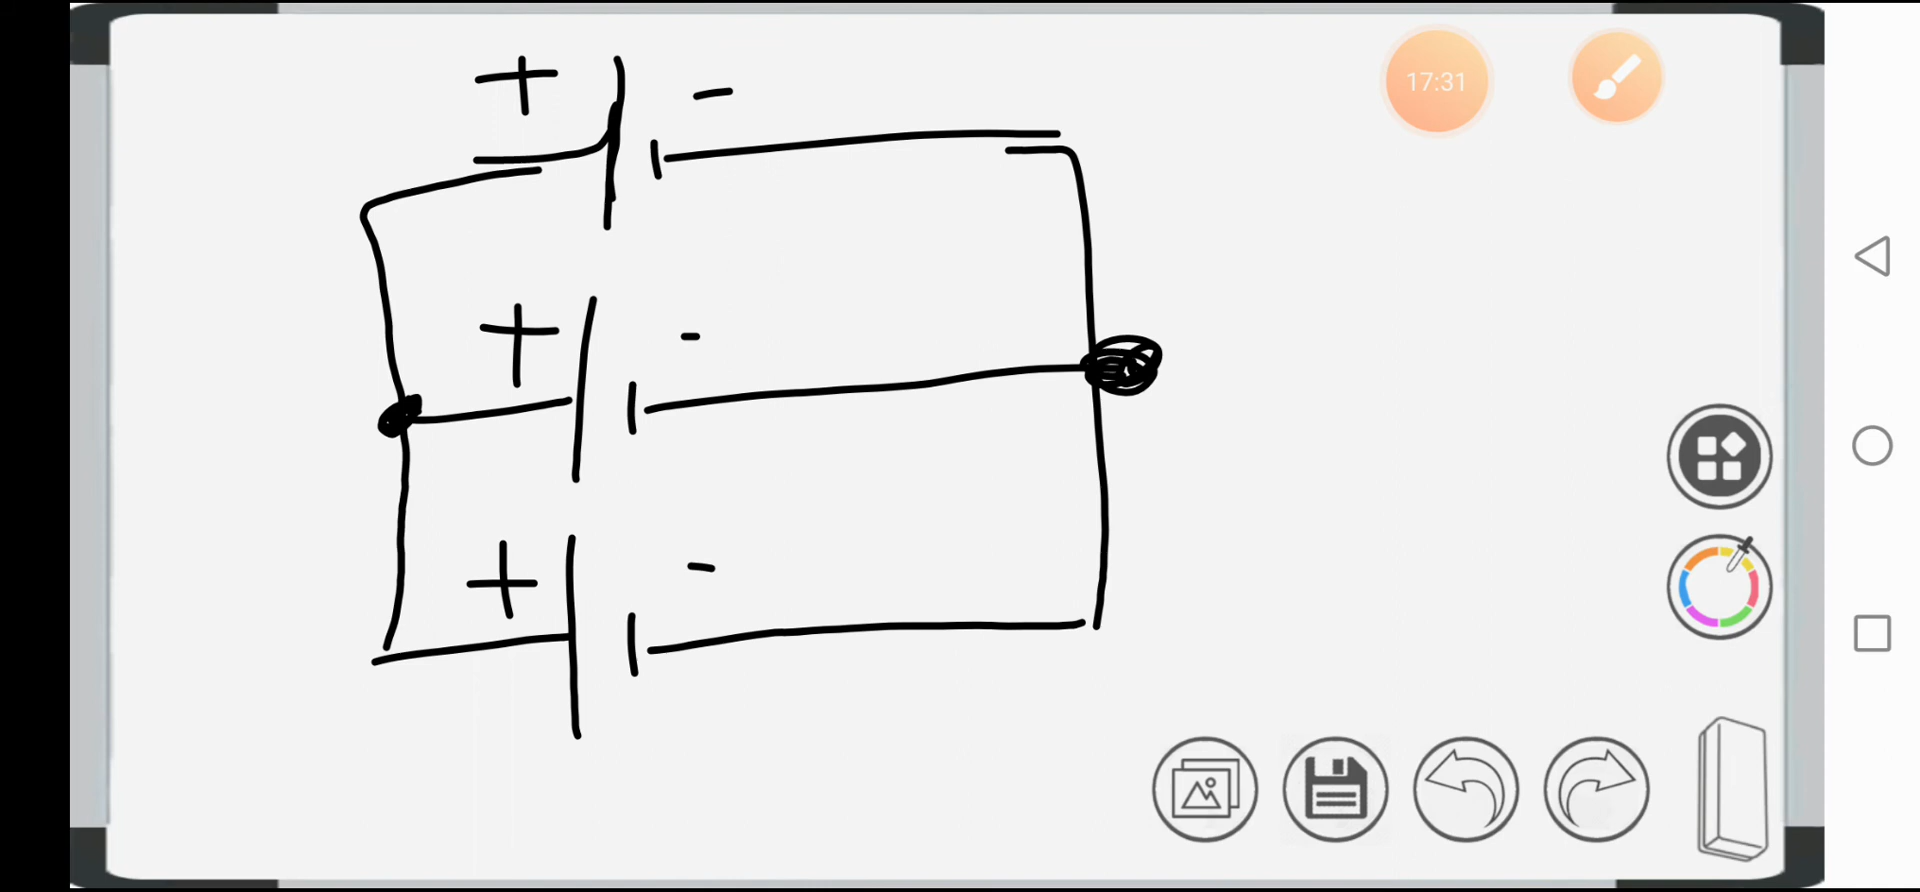 + -
17:31
+ -
+ -